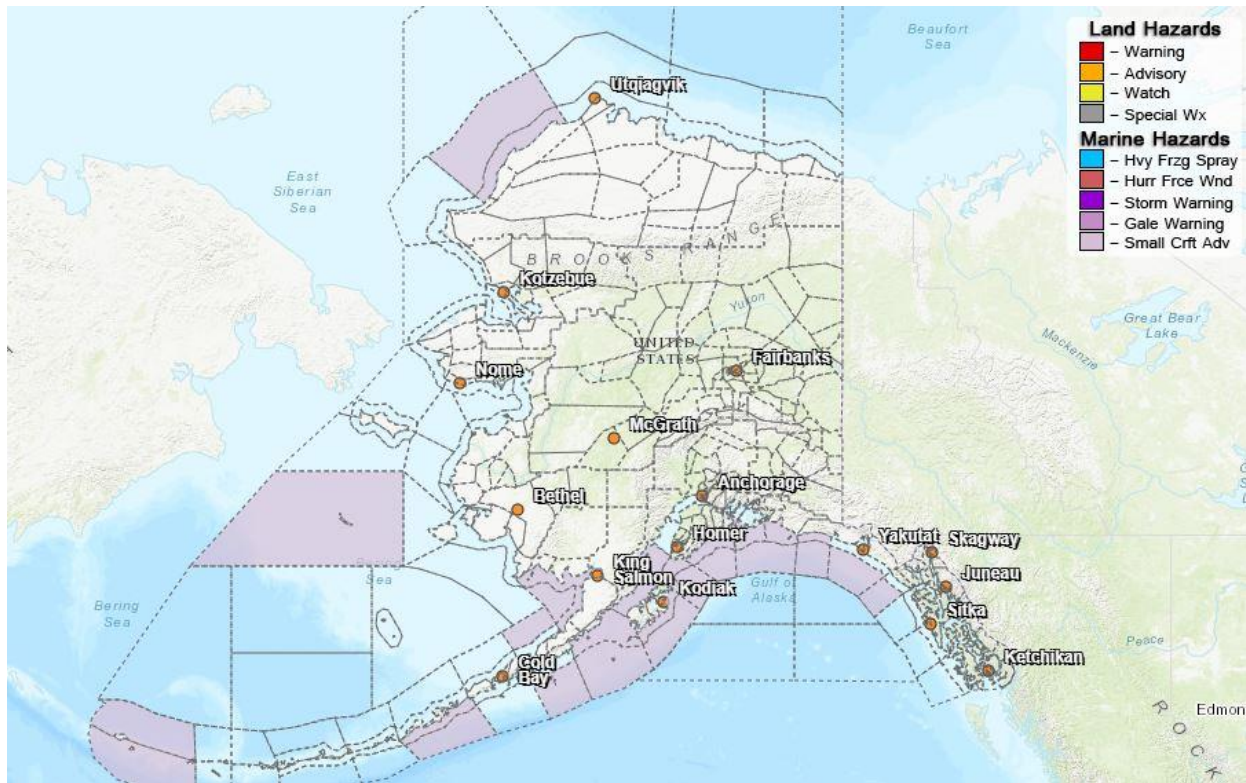 Land Hazards
– Warning
– Advisory
– Watch
– Special Wx
Marine Hazards
– Hvy Frzg Spray
– Hurr Frce Wnd
– Storm Warning
– Gale Warning
– Small Crft Adv
Beaufort
Sea
Utqiagvik
East
Siberian
Sea
BROOKS RANGE
Kotzebue
Yukon
Great Bear
Lake
Mackenzie
UNITED
STATES
Fairbanks
Nome
McGrath
Anchorage
Bethel
Homer
Yakutat
Skagway
King
Salmon
Juneau
Sea
Kodiak
Gulf of
Alaska
Bering
Sea
Sitka
Peace
Cold
Bay
Ketchikan
Edmon
ROCK